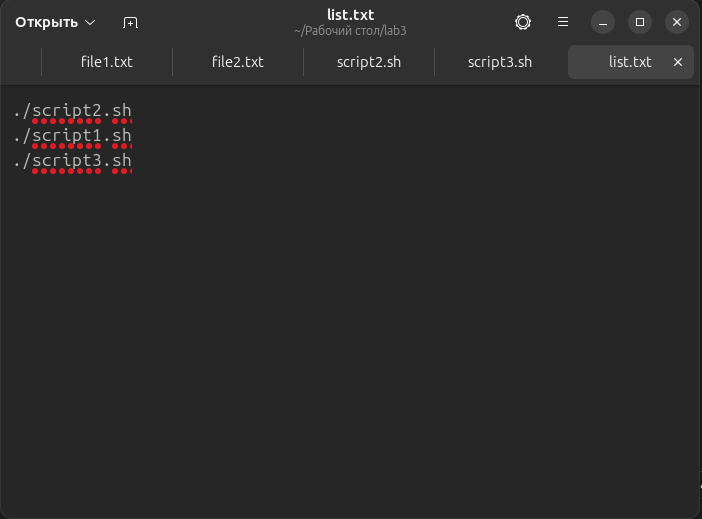 Открыть
list.txt
~/Рабочий стол/lab3
file1.txt
file2.txt
script2.sh
script3.sh
list.txt
./script2.sh
./script1.sh
./script3.sh